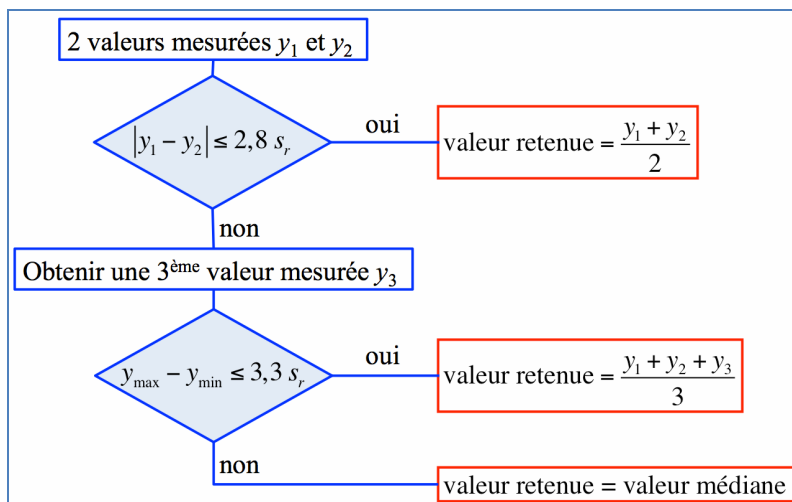 2 valeurs mesurées y₁ et y₂
|y₁ − y₂| ≤ 2,8 sᵣ
oui
valeur retenue = (y₁ + y₂)/2
non
Obtenir une 3ᵉ̀ᵐᵉ valeur mesurée y₃
y_max − y_min ≤ 3,3 sᵣ
oui
valeur retenue = (y₁ + y₂ + y₃)/3
non
valeur retenue = valeur médiane